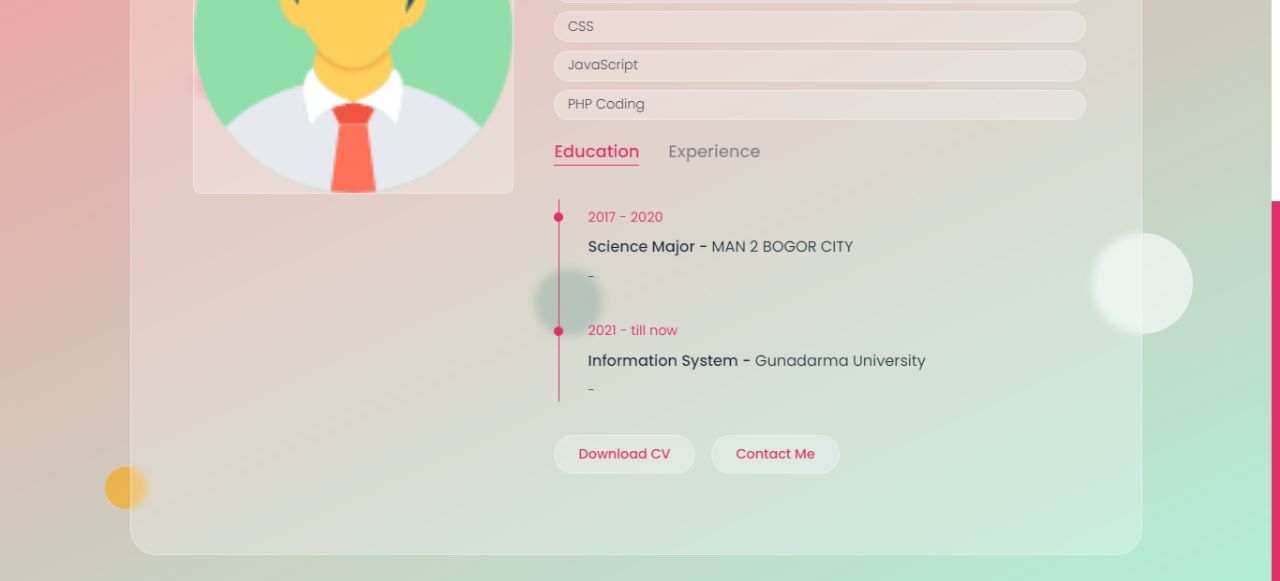 CSS
JavaScript
PHP Coding
Education Experience
2017 - 2020
Science Major - MAN 2 BOGOR CITY
-
2021 - till now
Information System - Gunadarma University
-
Download CV Contact Me